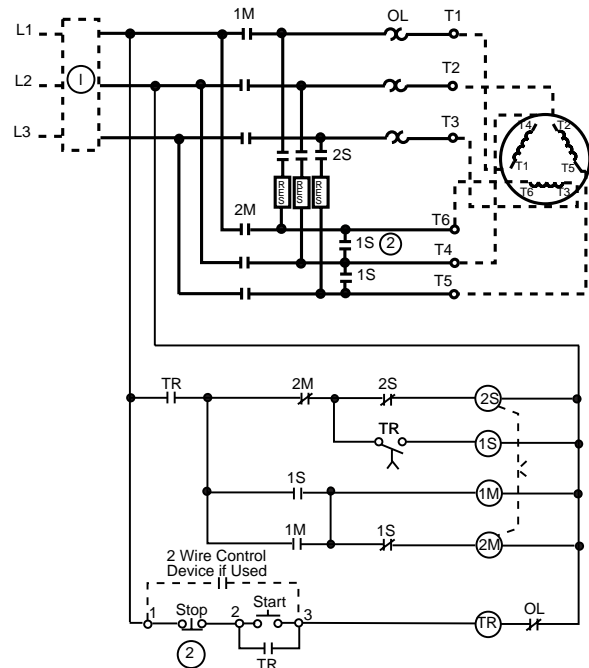 L1
1M
OL
T1
L2
I
T2
L3
T3
2S
RES
RES
RES
T4
T2
T1
T5
T6
T3
2M
T6
1S
2
T4
1S
T5
TR
2M
2S
2S
TR
1S
1S
1M
1M
1S
2M
2 Wire Control
Device if Used
1
Stop
2
Start
3
TR
OL
2
TR